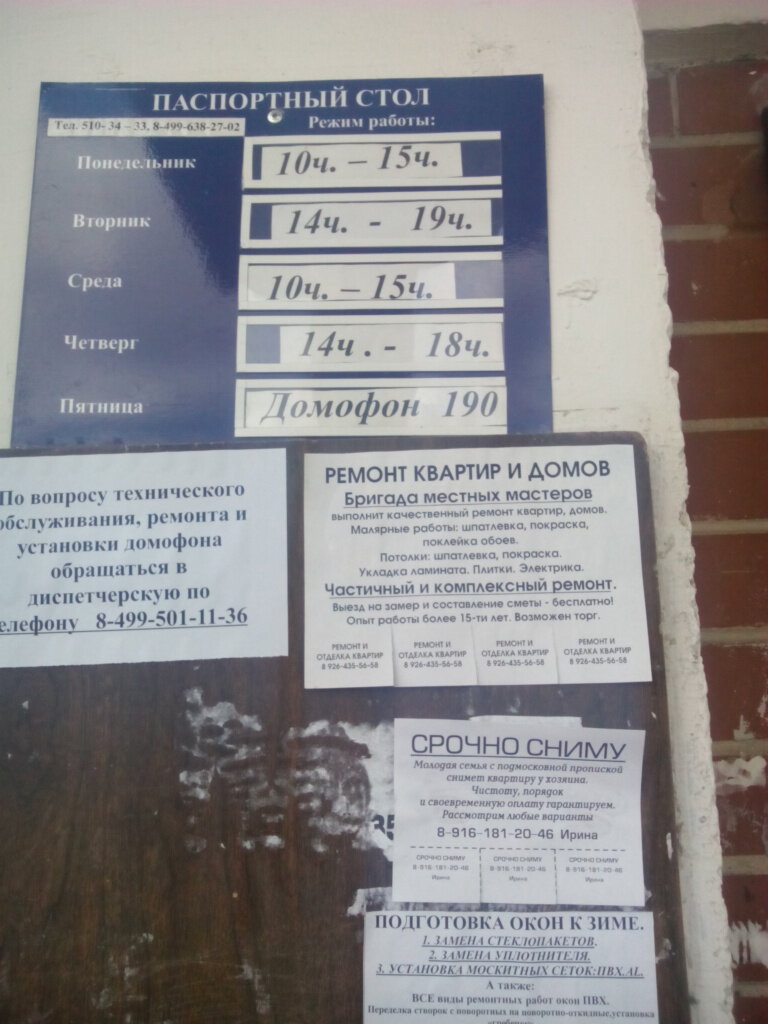 ПАСПОРТНЫЙ СТОЛ
Тел. 510- 34 – 33, 8-499-638-27-02
Режим работы:
Понедельник 10ч. – 15ч.
Вторник 14ч. - 19ч.
Среда 10ч. – 15ч.
Четверг 14ч . - 18ч.
Пятница Домофон 190
По вопросу технического
обслуживания, ремонта и
установки домофона
обращаться в
диспетчерскую по
елефону 8-499-501-11-36
РЕМОНТ КВАРТИР И ДОМОВ
Бригада местных мастеров
выполнит качественный ремонт квартир, домов.
Малярные работы: шпатлевка, покраска,
поклейка обоев.
Потолки: шпатлевка, покраска.
Укладка ламината. Плитки. Электрика.
Частичный и комплексный ремонт.
Выезд на замер и составление сметы - бесплатно!
Опыт работы более 15-ти лет. Возможен торг.
РЕМОНТ И ОТДЕЛКА КВАРТИР 8 926-435-56-58
РЕМОНТ И ОТДЕЛКА КВАРТИР 8 926-435-56-58
РЕМОНТ И ОТДЕЛКА КВАРТИР 8 926-435-56-58
РЕМОНТ И ОТДЕЛКА КВАРТИР 8 926-435-56-58
СРОЧНО СНИМУ
Молодая семья с подмосковной пропиской
снимет квартиру у хозяина.
Чистоту, порядок
и своевременную оплату гарантируем.
Рассмотрим любые варианты
8-916-181-20-46 Ирина
СРОЧНО СНИМУ 8-916-181-20-46 Ирина
СРОЧНО СНИМУ 8-916-181-20-46 Ирина
СРОЧНО СНИМУ 8-916-181-20-46 Ирина
ПОДГОТОВКА ОКОН К ЗИМЕ.
1. ЗАМЕНА СТЕКЛОПАКЕТОВ.
2. ЗАМЕНА УПЛОТНИТЕЛЯ.
3. УСТАНОВКА МОСКИТНЫХ СЕТОК:ПВХ.AL.
А также:
ВСЕ виды ремонтных работ окон ПВХ.
Переделка створок с поворотных на поворотно-откидные,установка